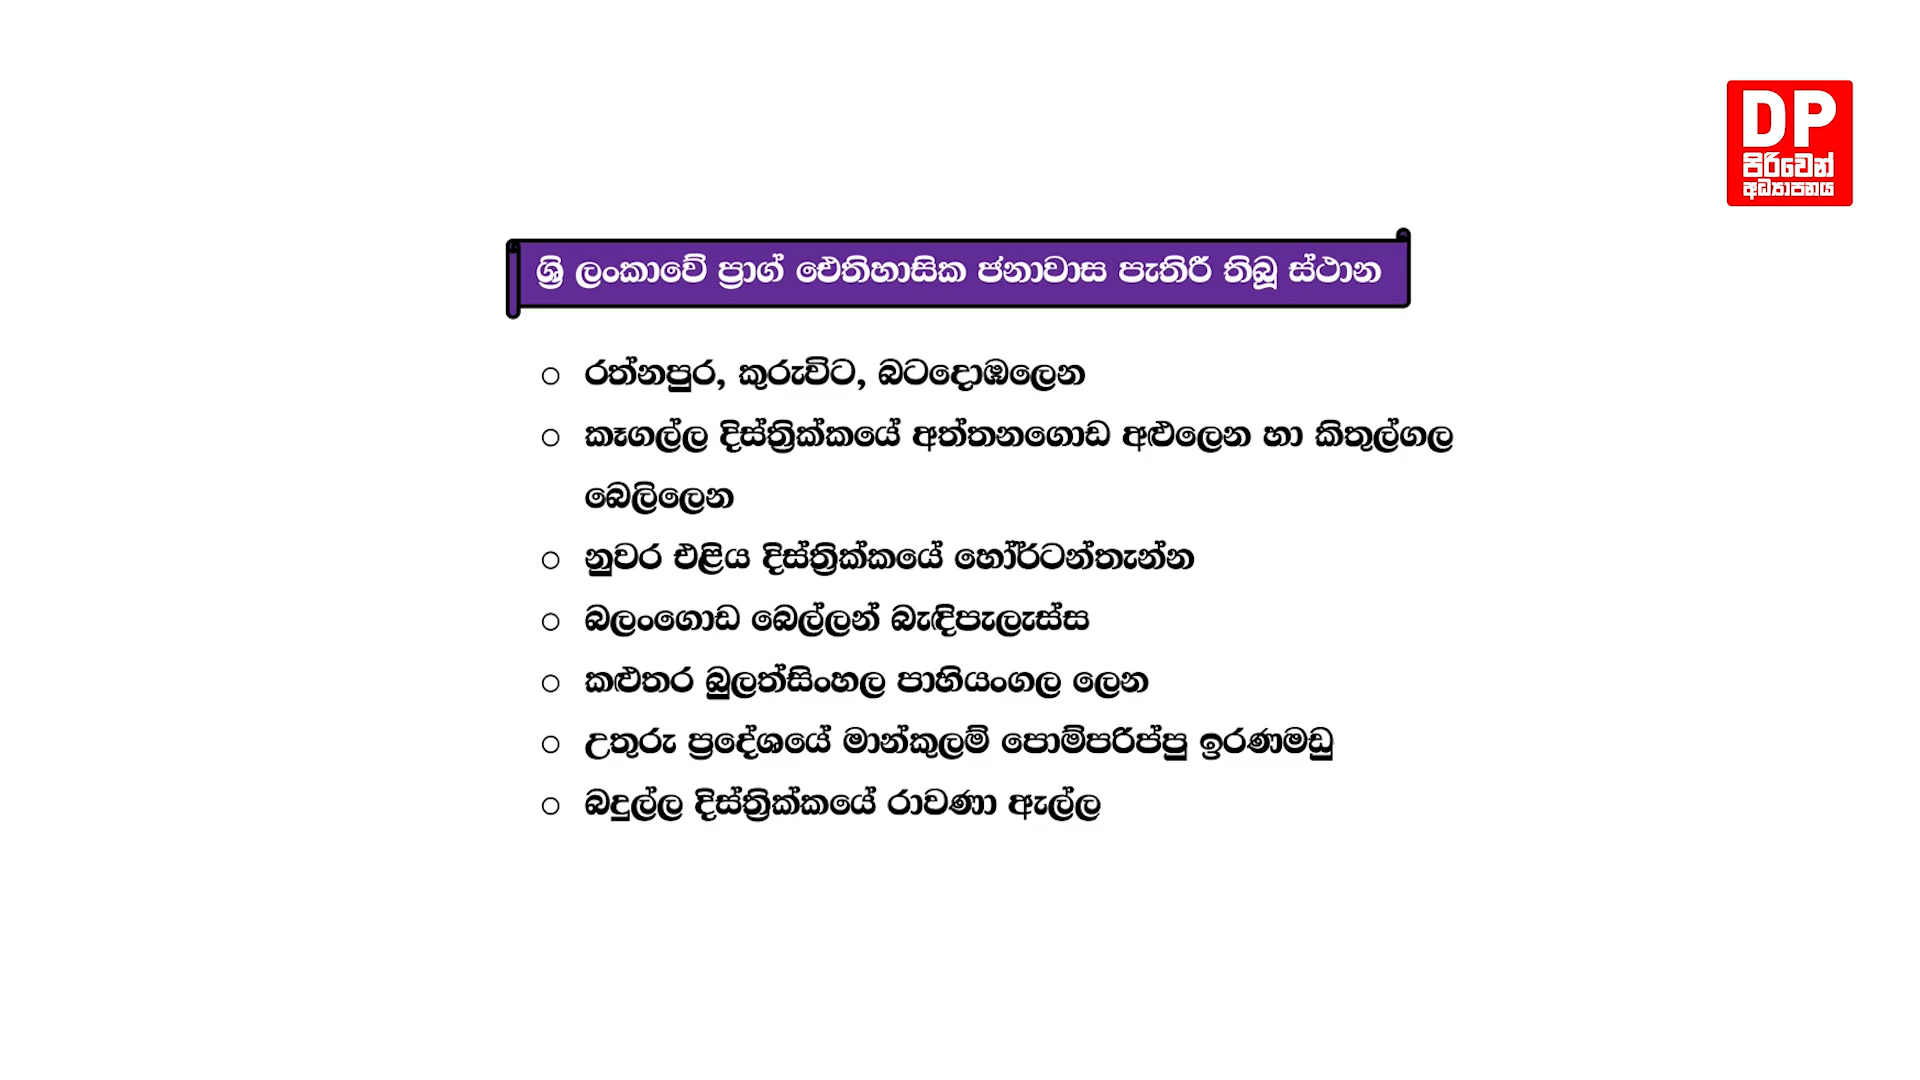 DP
පිරිවෙන්
අධ්‍යාපනය
ශ්‍රි ලංකාවේ ප්‍රාග් ඓතිහාසික ජනාවාස පැතිරී තිබූ ස්ථාන
○ රත්නපුර, කුරුවිට, බටදොඹලෙන
○ කෑගල්ල දිස්ත්‍රික්කයේ අත්තනගොඩ අළුලෙන හා කිතුල්ගල
බෙලිලෙන
○ නුවර එළිය දිස්ත්‍රික්කයේ හෝර්ටන්තැන්න
○ බලංගොඩ බෙල්ලන් බැඳිපැලැස්ස
○ කළුතර බුලත්සිංහල පාහියංගල ලෙන
○ උතුරු ප්‍රදේශයේ මාන්කුලම් පොම්පරිප්පු ඉරණමඩු
○ බදුල්ල දිස්ත්‍රික්කයේ රාවණා ඇල්ල